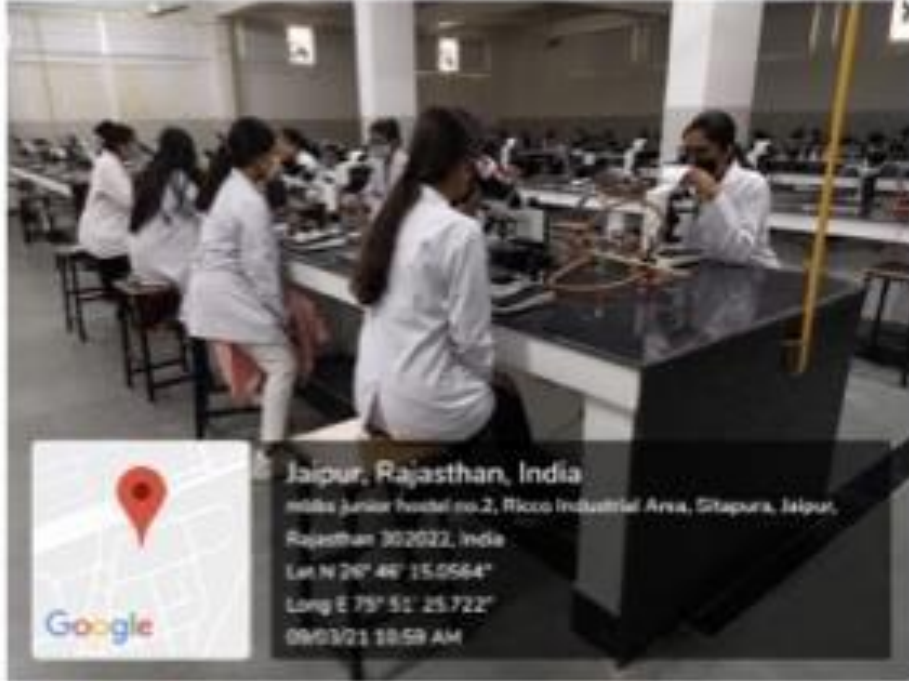 Google
Jaipur, Rajasthan, India
mbbs junior hostel no.2, Ricco Industrial Area, Sitapura, Jaipur,
Rajasthan 302022, India
Lat N 26° 46' 15.0564"
Long E 75° 51' 25.722"
09/03/21 10:59 AM